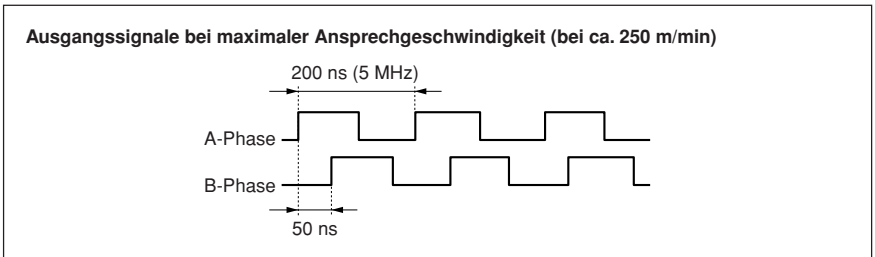 Ausgangssignale bei maximaler Ansprechgeschwindigkeit (bei ca. 250 m/min)
200 ns (5 MHz)
A-Phase
B-Phase
50 ns